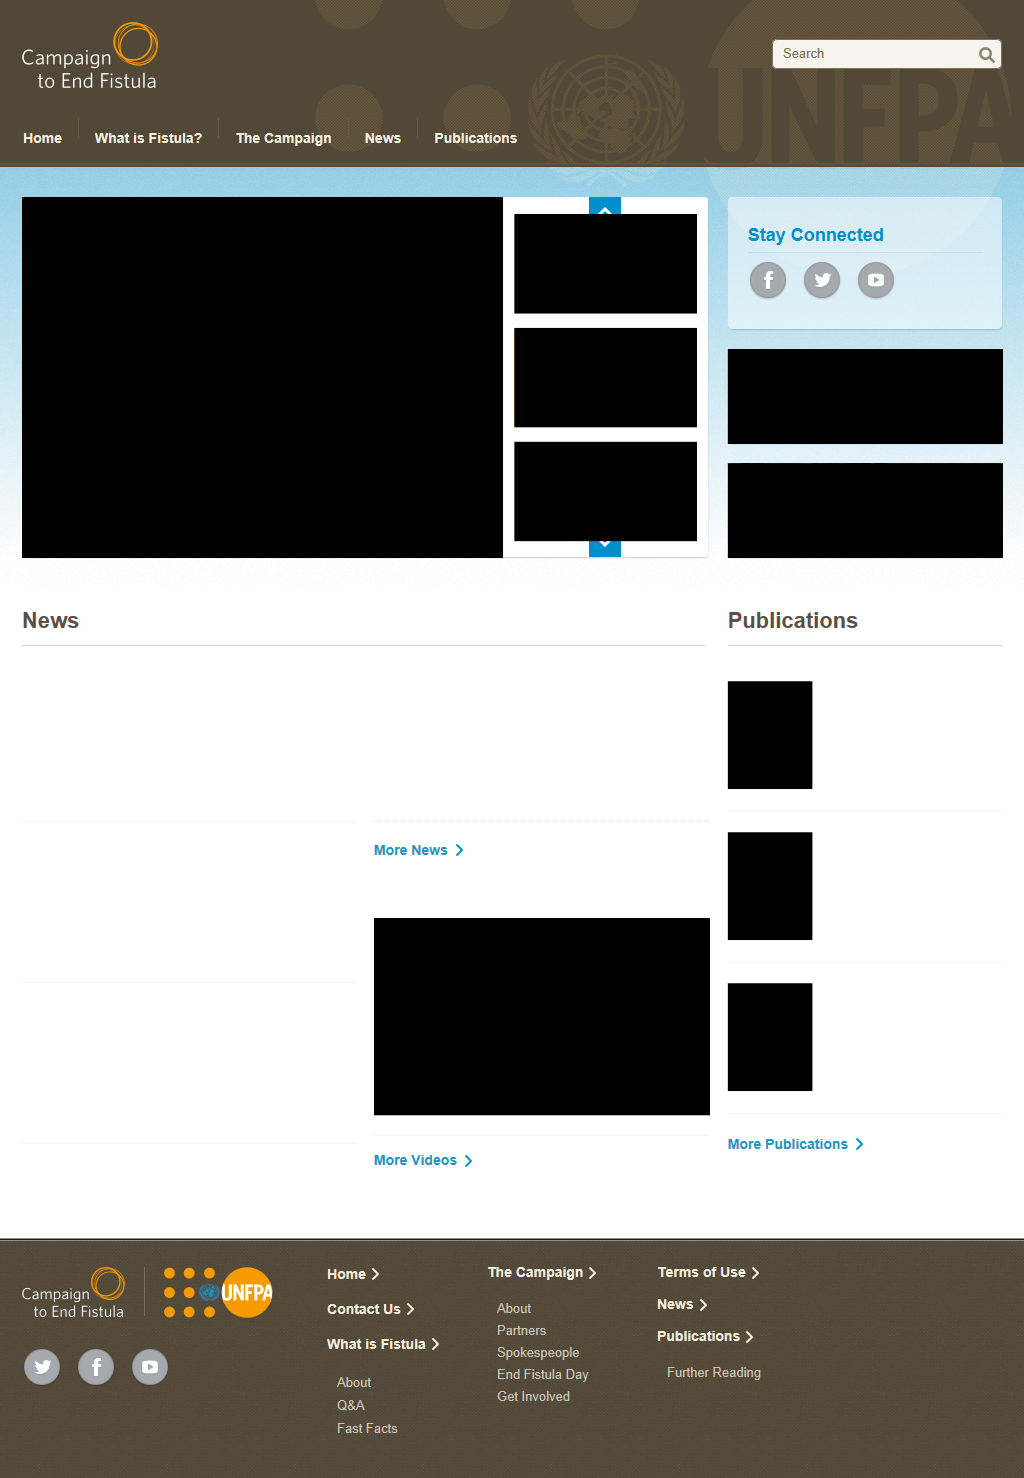 Campaign
to End Fistula
Search
UNFPA
Home
What is Fistula?
The Campaign
News
Publications
Stay Connected
News
Publications
More News
More Videos
More Publications
Campaign
to End Fistula
UNFPA
Home
Contact Us
What is Fistula
About
Q&A
Fast Facts
The Campaign
About
Partners
Spokespeople
End Fistula Day
Get Involved
Terms of Use
News
Publications
Further Reading